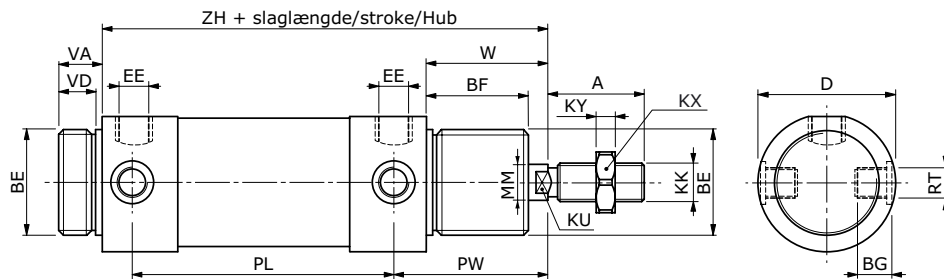 ZH + slaglængde/stroke/Hub
VA
W
VD
EE
EE
BF
A
D
KY
KX
BE
MM
KK
BE
RT
KU
PL
PW
BG